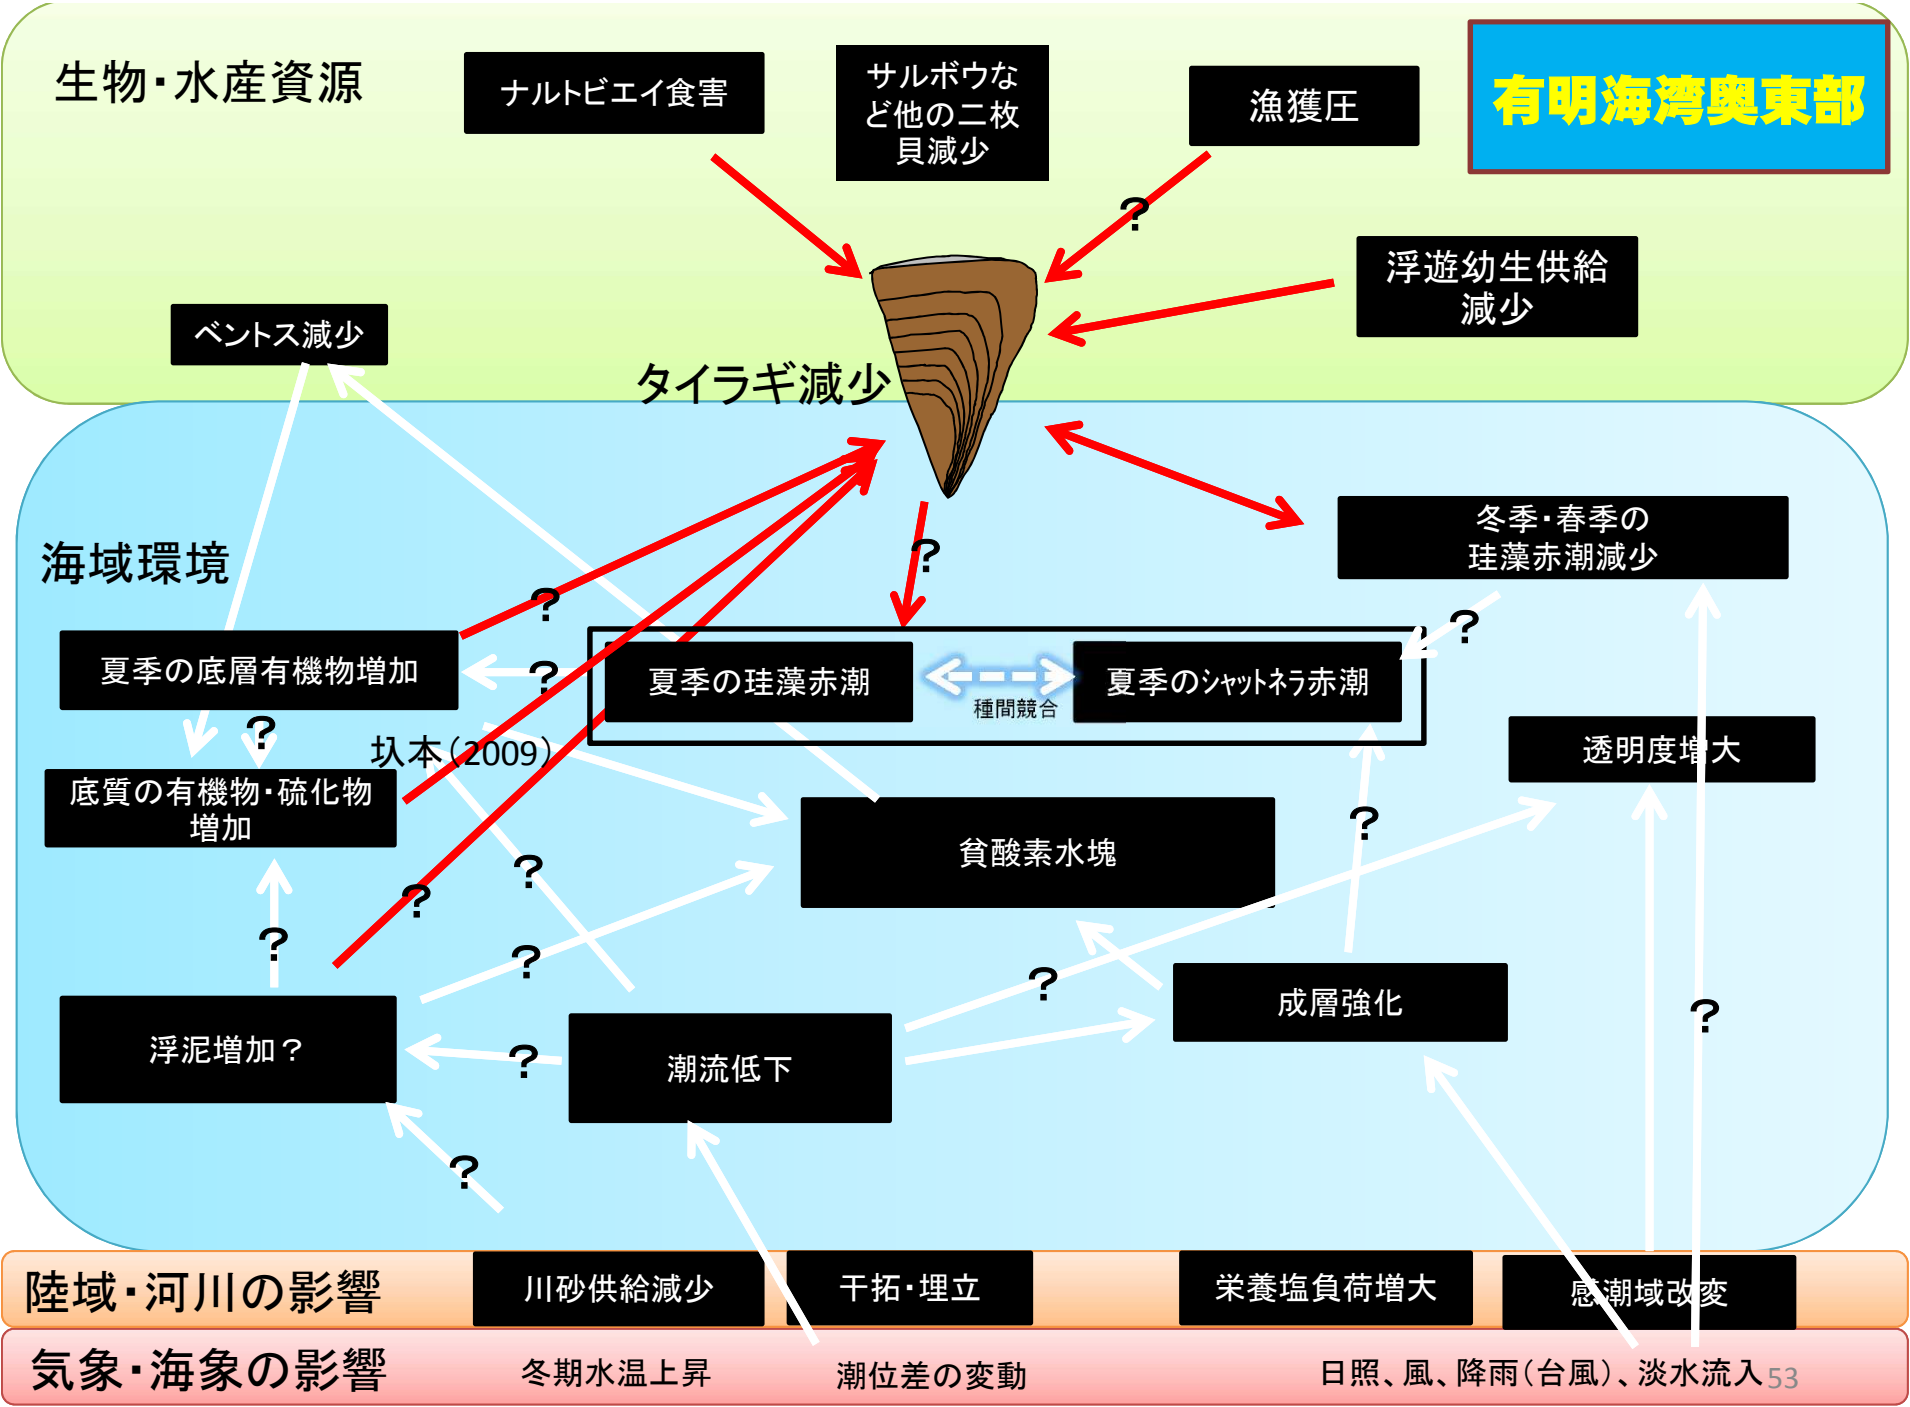 生物・水産資源
ナルトビエイ食害
サルボウな
ど他の二枚
貝減少
漁獲圧
有明海湾奥東部
?
浮遊幼生供給
減少
ベントス減少
タイラギ減少
海域環境
冬季・春季の
珪藻赤潮減少
?
?
?
夏季の底層有機物増加
?
夏季の珪藻赤潮
種間競合
夏季のシャットネラ赤潮
?
圦本(2009)
透明度増大
底質の有機物・硫化物
増加
?
貧酸素水塊
?
?
?
?
?
?
浮泥増加?
?
潮流低下
成層強化
?
陸域・河川の影響
川砂供給減少
干拓・埋立
栄養塩負荷増大
感潮域改変
気象・海象の影響
冬期水温上昇
潮位差の変動
日照、風、降雨(台風)、淡水流入
53